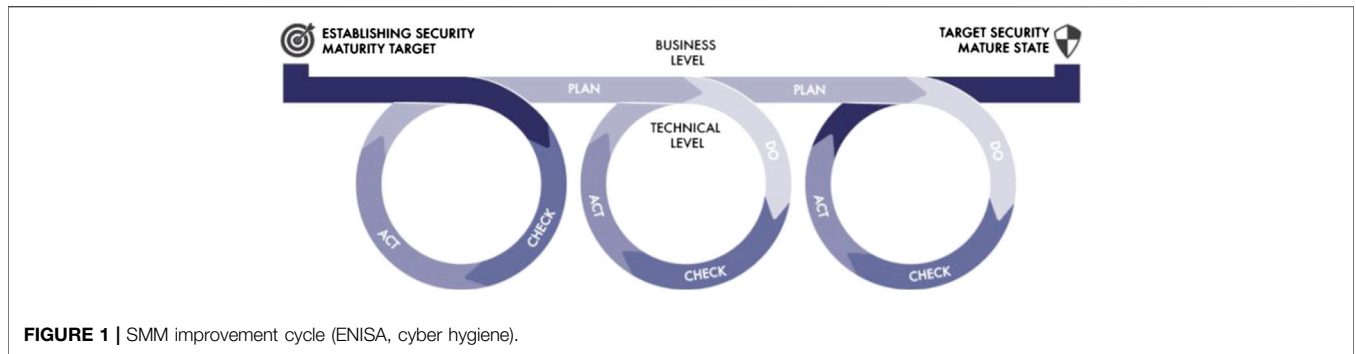 ESTABLISHING SECURITY
MATURITY TARGET
BUSINESS
LEVEL
TARGET SECURITY
MATURE STATE
PLAN
PLAN
TECHNICAL
LEVEL
DO
DO
ACT
CHECK
ACT
CHECK
ACT
CHECK
FIGURE 1 | SMM improvement cycle (ENISA, cyber hygiene).